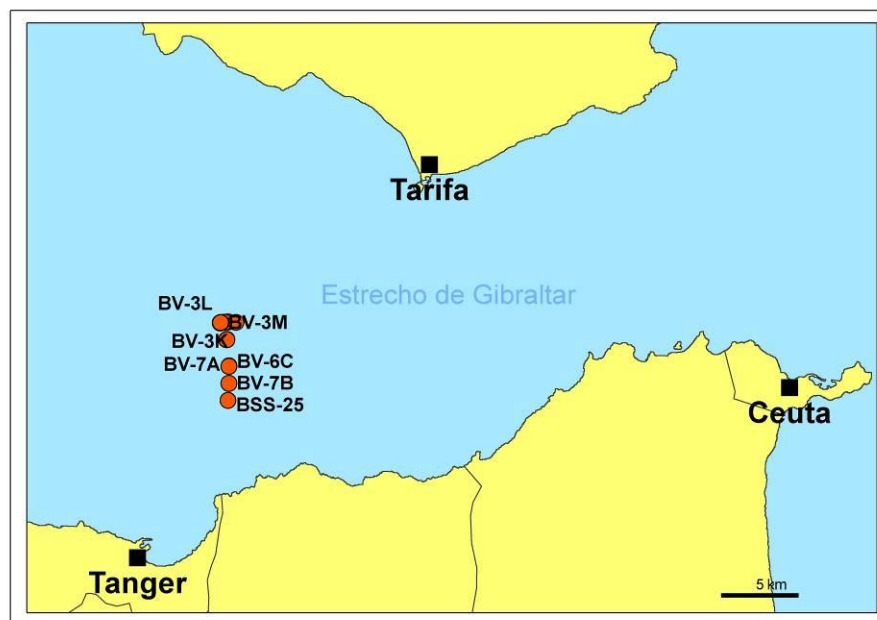 Tarifa
Estrecho de Gibraltar
BV-3L
BV-3M
BV-3K
BV-7A
BV-6C
BV-7B
BSS-25
Ceuta
Tanger
5 km